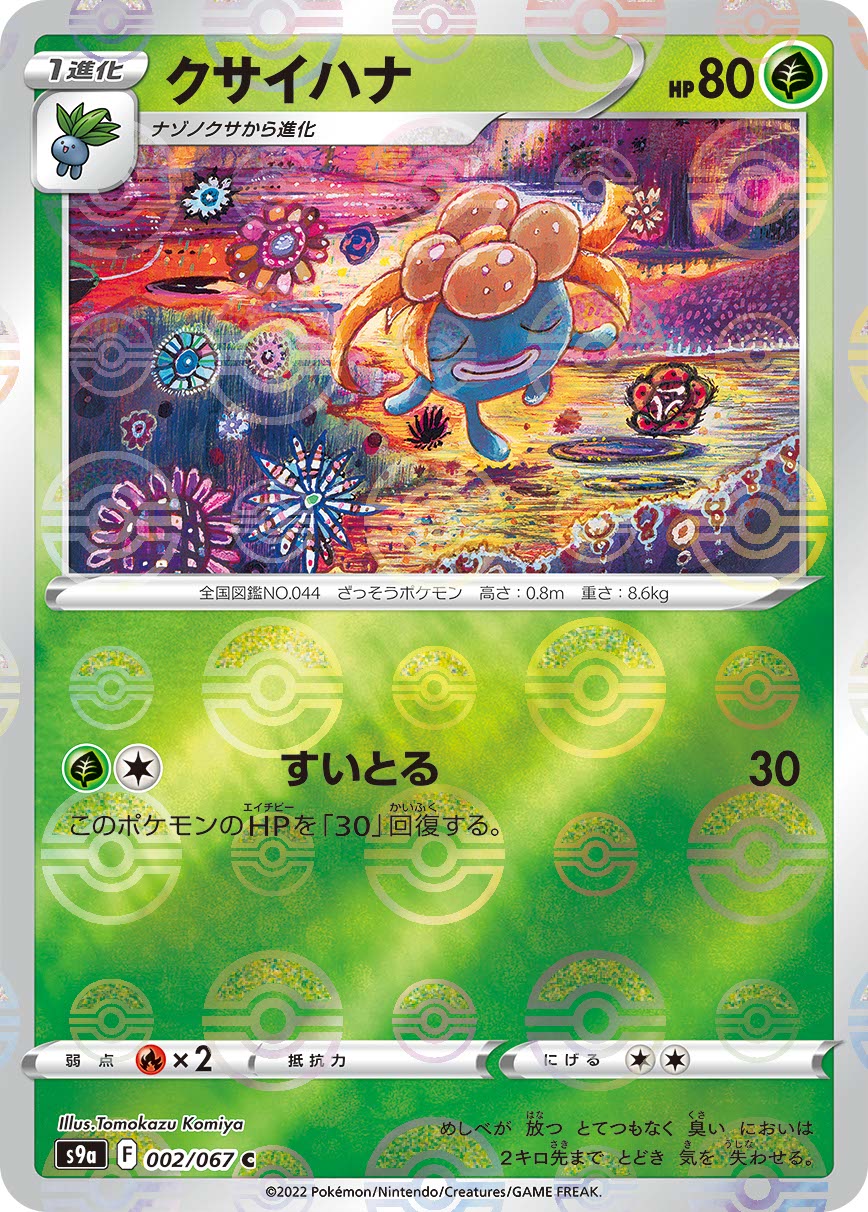 1進化
クサイハナ
HP80
ナゾノクサから進化
全国図鑑NO.044 ざっそうポケモン 高さ:0.8m 重さ:8.6kg
すいとる 30
エイチピー かいふく
このポケモンのHPを「30」回復する。
弱点 ×2 抵抗力 にげる
Illus.Tomokazu Komiya
s9a F 002/067 C
はな くさ
めしべが 放つ とてつもなく 臭い においは
さき うしな
2キロ先まで とどき 気を 失わせる。
©2022 Pokémon/Nintendo/Creatures/GAME FREAK.